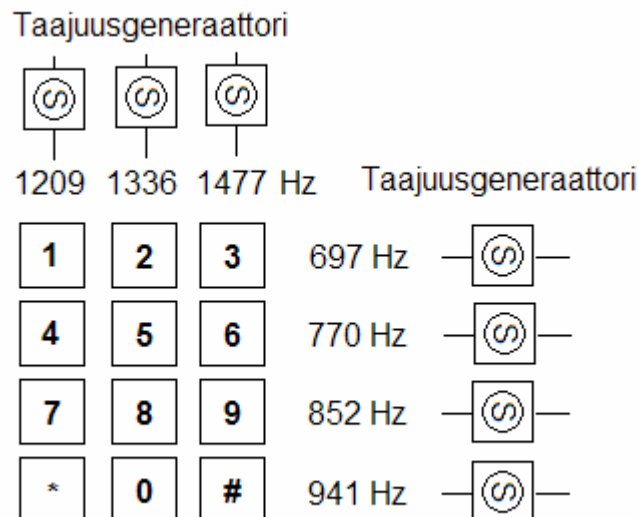 Taajuusgeneraattori
S S S
1209 1336 1477 Hz Taajuusgeneraattori
1 2 3 697 Hz S
4 5 6 770 Hz S
7 8 9 852 Hz S
* 0 # 941 Hz S